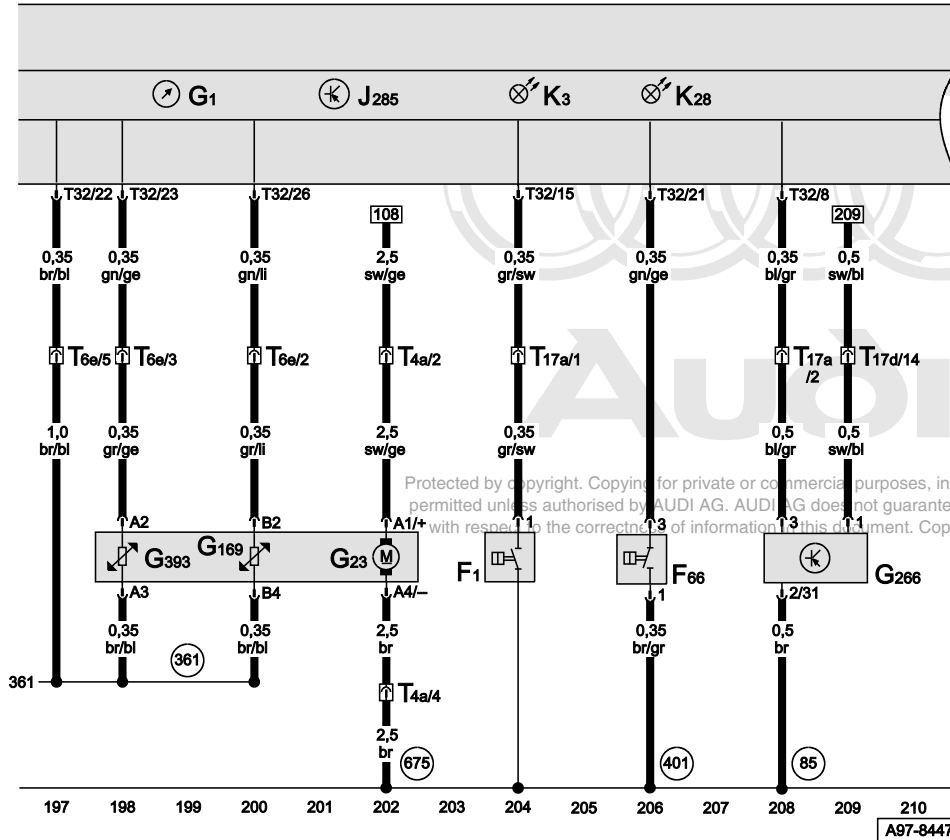 G1 J285 K3 K28
T32/22 T32/23 T32/26 T32/15 T32/21 T32/8
108 209
0,35 0,35 0,35 2,5 0,35 0,35 0,35 0,5
br/bl gn/ge gn/li sw/ge gr/sw gn/ge bl/gr sw/bl
T6e/5 T6e/3 T6e/2 T4a/2 T17a/1 T17a T17d/14
/2
Audi
1,0 0,35 0,35 2,5 0,35 0,5 0,5
br/bl gr/ge gr/li sw/ge gr/sw bl/gr sw/bl
Protected by copyright. Copying for private or commercial purposes, in
permitted unless authorised by AUDI AG. AUDI AG does not guarante
with respect to the correctness of information in this document. Cop
A2 B2 A1/+ 1 3 3 1
G393 G169 G23 M F1 F66 G266
A3 B4 A4/– 1 2/31
0,35 0,35 2,5 0,35 0,5
br/bl br/bl br br/gr br
361 361
T4a/4
2,5
br
675 401 85
197 198 199 200 201 202 203 204 205 206 207 208 209 210
A97-8447